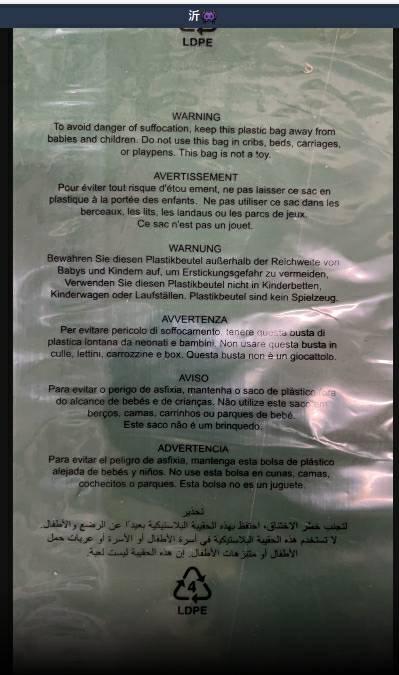 沂👾
LDPE
WARNING
To avoid danger of suffocation, keep this plastic bag away from
babies and children. Do not use this bag in cribs, beds, carriages,
or playpens. This bag is not a toy.
AVERTISSEMENT
Pour éviter tout risque d'étou ement, ne pas laisser ce sac en
plastique à la portée des enfants. Ne pas utiliser ce sac dans les
berceaux, les lits, les landaus ou les parcs de jeux.
Ce sac n'est pas un jouet.
WARNUNG
Bewahren Sie diesen Plastikbeutel außerhalb der Reichweite von
Babys und Kindern auf, um Erstickungsgefahr zu vermeiden,
Verwenden Sie diesen Plastikbeutel nicht in Kinderbetten,
Kinderwagen oder Laufställen. Plastikbeutel sind kein Spielzeug.
AVVERTENZA
Per evitare pericolo di soffocamento, tenere questa busta di
plastica lontana da neonati e bambini. Non usare questa busta in
culle, lettini, carrozzine e box. Questa busta non è un giocattolo.
AVISO
Para evitar o perigo de asfixia, mantenha o saco de plástico fora
do alcance de bebés e de crianças. Não utilize este saco em
berços, camas, carrinhos ou parques de bebé.
Este saco não é um brinquedo.
ADVERTENCIA
Para evitar el peligro de asfixia, mantenga esta bolsa de plástico
alejada de bebés y niños. No use esta bolsa en cunas, camas,
cochecitos o parques. Esta bolsa no es un juguete.
تحذير
لتجنب خطر الاختناق، احتفظ بهذه الحقيبة البلاستيكية بعيدًا عن الرضع والأطفال.
لا تستخدم هذه الحقيبة البلاستيكية في أسرة الأطفال أو الأسرة أو عربات حمل
الأطفال أو متنزهات الأطفال. إن هذه الحقيبة ليست لعبة.
4
LDPE